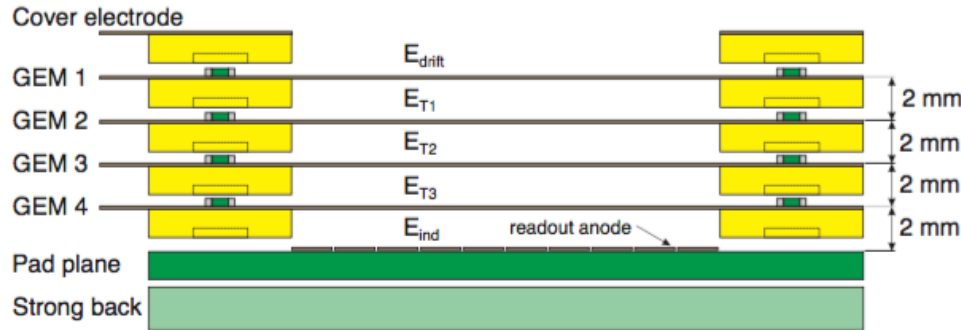 Cover electrode
E_drift
GEM 1
E_T1
2 mm
GEM 2
E_T2
2 mm
GEM 3
E_T3
2 mm
GEM 4
E_ind
readout anode
2 mm
Pad plane
Strong back